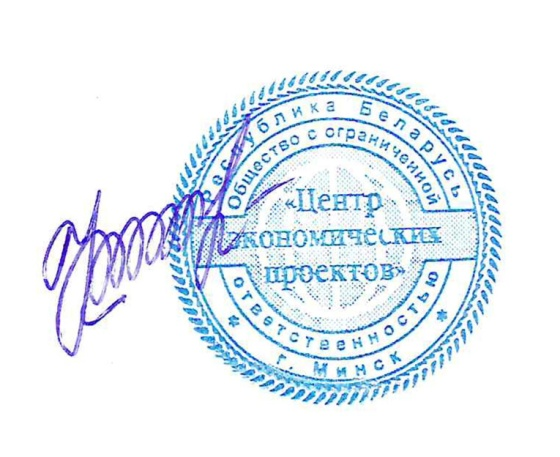 Республика Беларусь
Общество с ограниченной
«Центр
экономических
проектов»
ответственностью
* г. Минск *